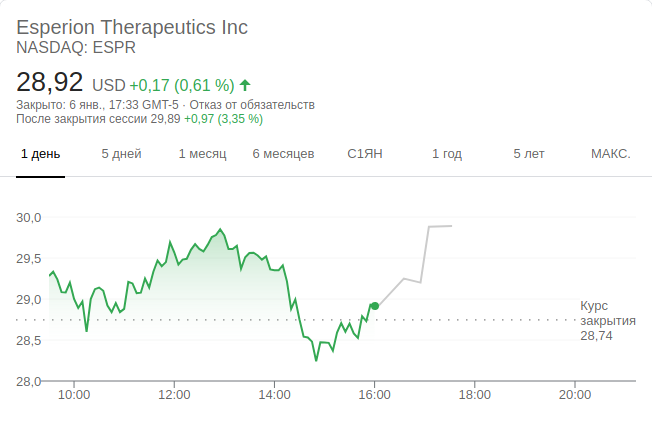 Esperion Therapeutics Inc
NASDAQ: ESPR
28,92 USD +0,17 (0,61 %)
Закрыто: 6 янв., 17:33 GMT-5 · Отказ от обязательств
После закрытия сессии 29,89 +0,97 (3,35 %)
1 день 5 дней 1 месяц 6 месяцев С1ЯН 1 год 5 лет МАКС.
30,0
29,5
29,0
28,5
28,0
Курс
закрытия
28,74
10:00 12:00 14:00 16:00 18:00 20:00